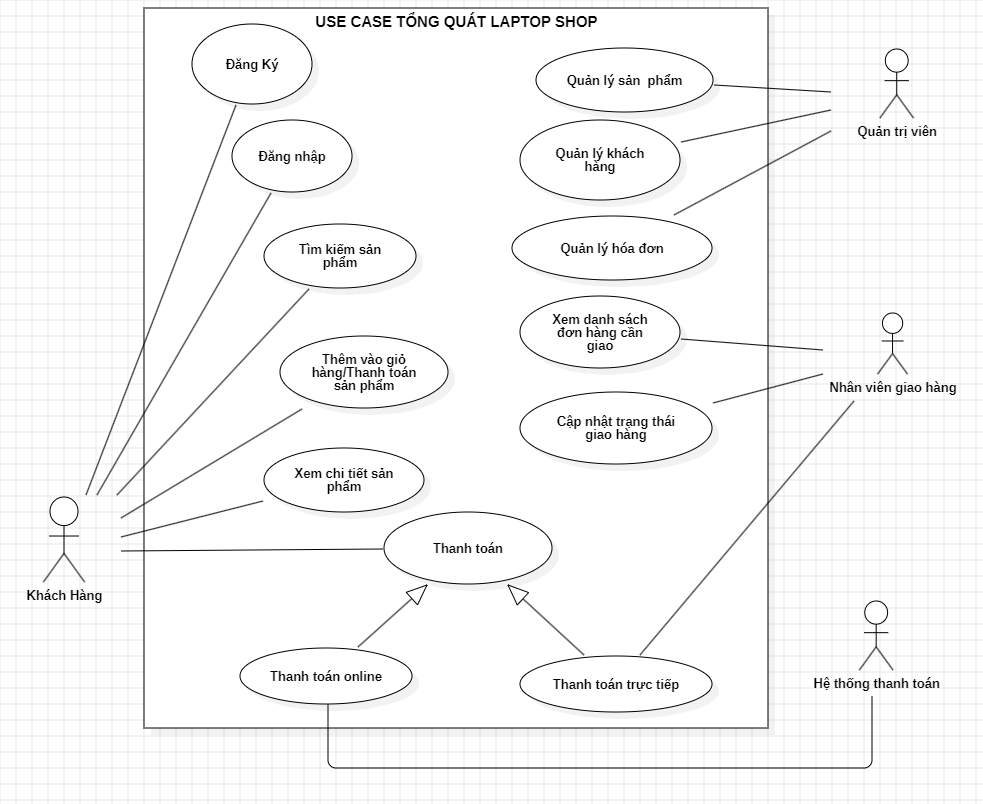 USE CASE TỔNG QUÁT LAPTOP SHOP
Đăng Ký
Đăng nhập
Tìm kiếm sản
phẩm
Thêm vào giỏ
hàng/Thanh toán
sản phẩm
Xem chi tiết sản
phẩm
Thanh toán
Thanh toán online
Thanh toán trực tiếp
Quản lý sản  phẩm
Quản lý khách
hàng
Quản lý hóa đơn
Xem danh sách
đơn hàng cần
giao
Cập nhật trạng thái
giao hàng
Khách Hàng
Quản trị viên
Nhân viên giao hàng
Hệ thống thanh toán